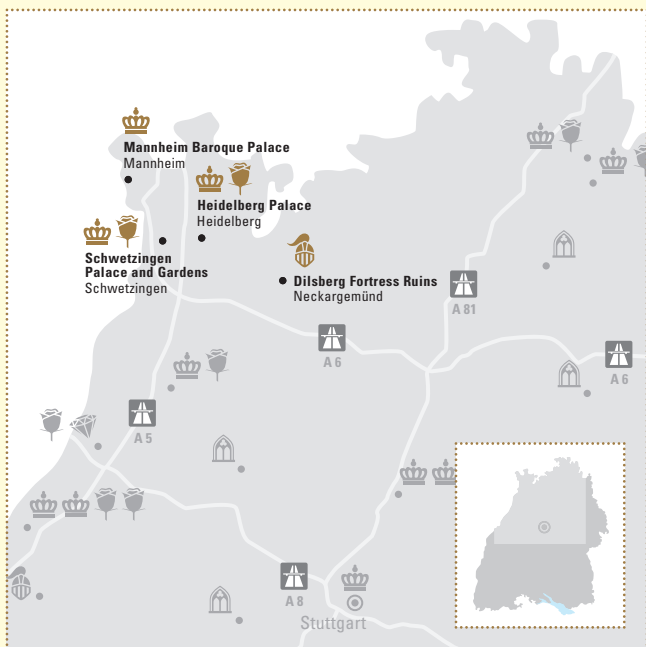 Mannheim Baroque Palace
Mannheim
Heidelberg Palace
Heidelberg
Schwetzingen
Palace and Gardens
Schwetzingen
Dilsberg Fortress Ruins
Neckargemünd
A 81
A 6
A 6
A 5
A 8
Stuttgart